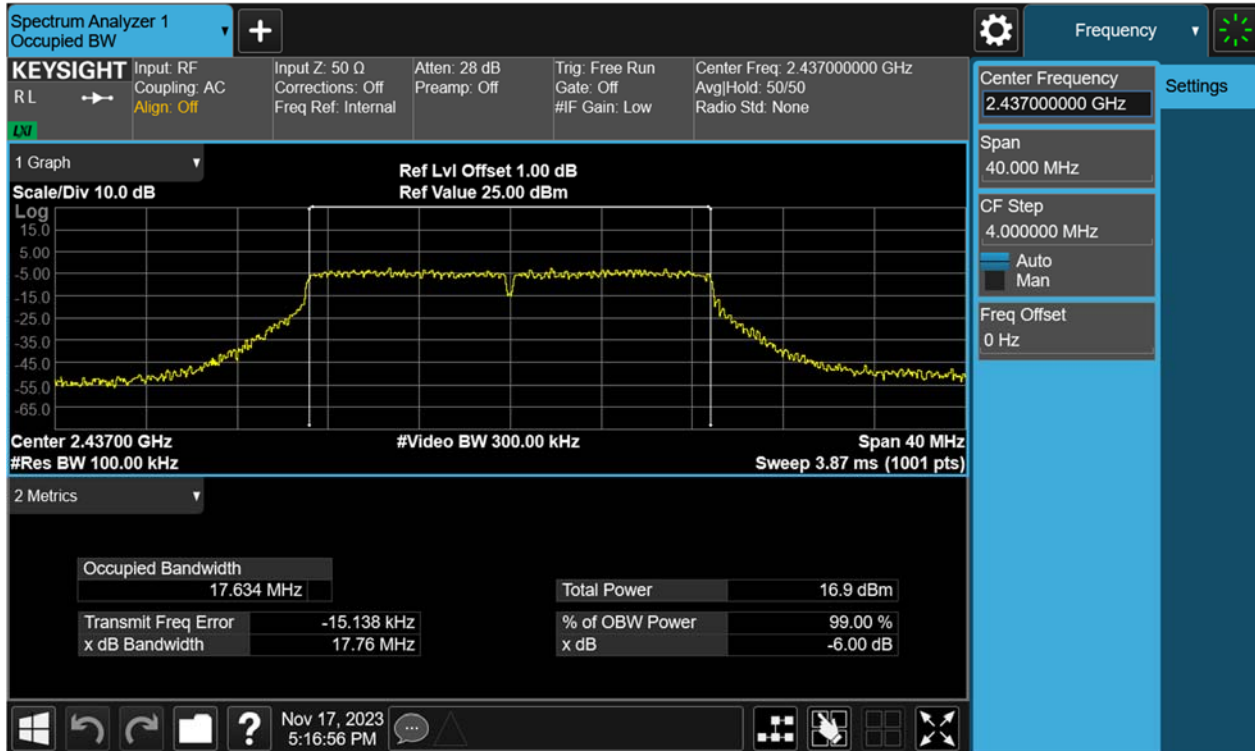 Spectrum Analyzer 1
Occupied BW
+
Frequency
KEYSIGHT
RL
LXI
Input: RF
Coupling: AC
Align: Off
Input Z: 50 Ω
Corrections: Off
Freq Ref: Internal
Atten: 28 dB
Preamp: Off
Trig: Free Run
Gate: Off
#IF Gain: Low
Center Freq: 2.437000000 GHz
Avg|Hold: 50/50
Radio Std: None
Center Frequency
2.437000000 GHz
Settings
Span
40.000 MHz
CF Step
4.000000 MHz
Auto
Man
Freq Offset
0 Hz
1 Graph
Scale/Div 10.0 dB
Ref Lvl Offset 1.00 dB
Ref Value 25.00 dBm
Log
15.0
5.00
-5.00
-15.0
-25.0
-35.0
-45.0
-55.0
-65.0
Center 2.43700 GHz
#Video BW 300.00 kHz
Span 40 MHz
#Res BW 100.00 kHz
Sweep 3.87 ms (1001 pts)
2 Metrics
Occupied Bandwidth
17.634 MHz
Total Power 16.9 dBm
Transmit Freq Error -15.138 kHz
% of OBW Power 99.00 %
x dB Bandwidth 17.76 MHz
x dB -6.00 dB
?
Nov 17, 2023
5:16:56 PM